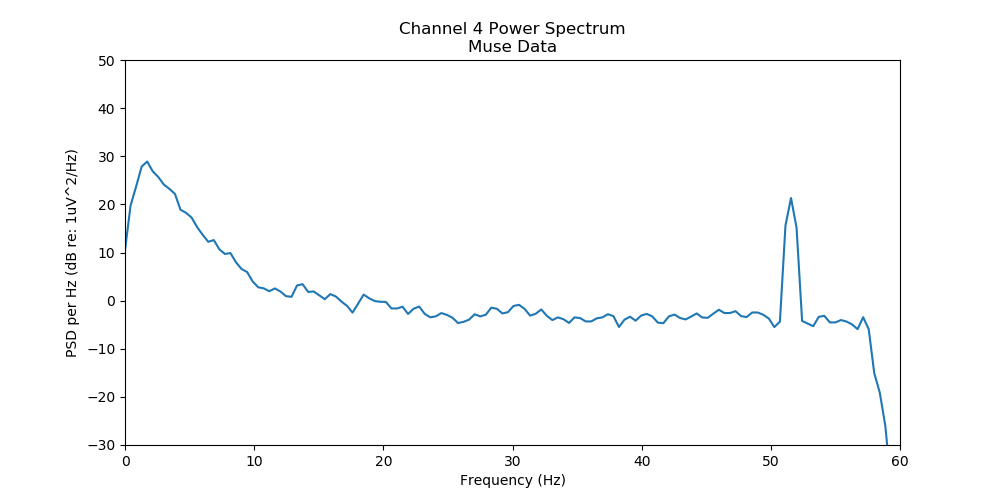 Channel 4 Power Spectrum
Muse Data
50
40
30
20
10
0
−10
−20
−30
PSD per Hz (dB re: 1uV^2/Hz)
0 10 20 30 40 50 60
Frequency (Hz)